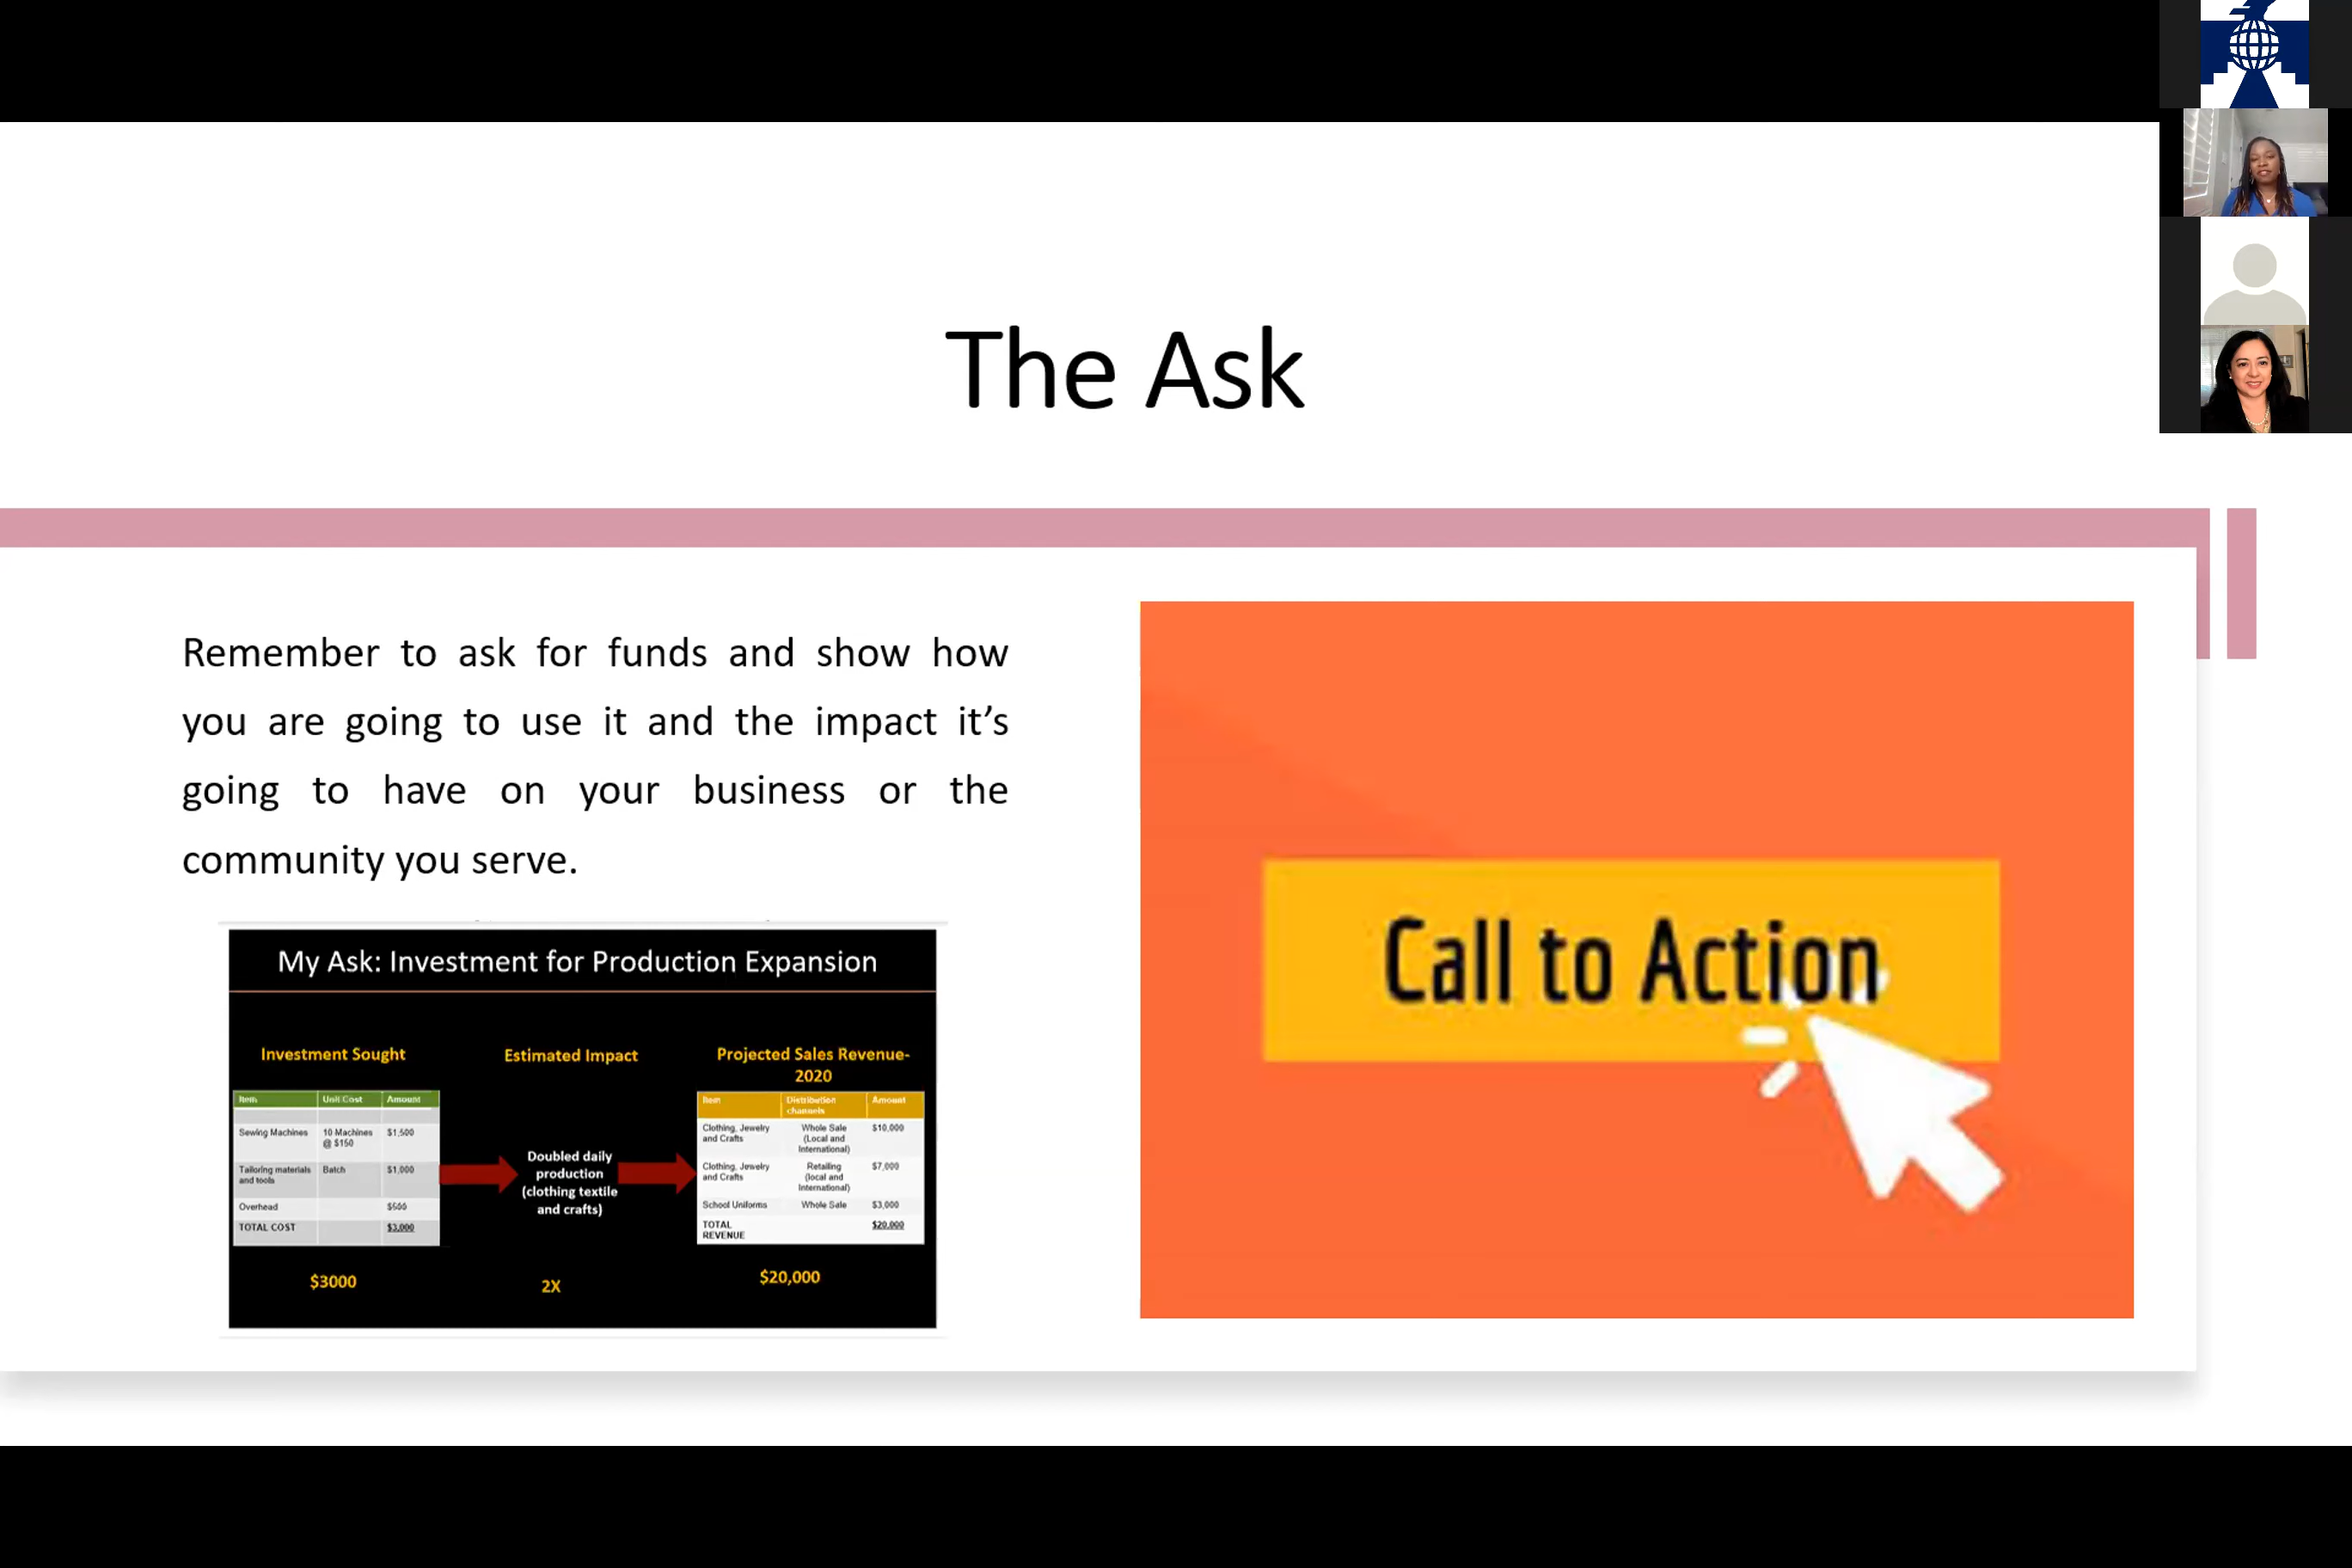 The Ask
Remember to ask for funds and show how
you are going to use it and the impact it’s
going to have on your business or the
community you serve.
My Ask: Investment for Production Expansion
Investment Sought
Item Unit Cost Amount
Sewing Machines 10 Machines @ $150 $1,500
Tailoring materials and tools Batch $1,000
Overhead $500
TOTAL COST $3,000
$3000
Estimated Impact
Doubled daily
production
(clothing textile
and crafts)
2X
Projected Sales Revenue-
2020
Item Distribution channels Amount
Clothing, Jewelry and Crafts Whole Sale (Local and International) $10,000
Clothing, Jewelry and Crafts Retailing (local and International) $7,000
School Uniforms Whole Sale $3,000
TOTAL REVENUE $20,000
$20,000
Call to Action